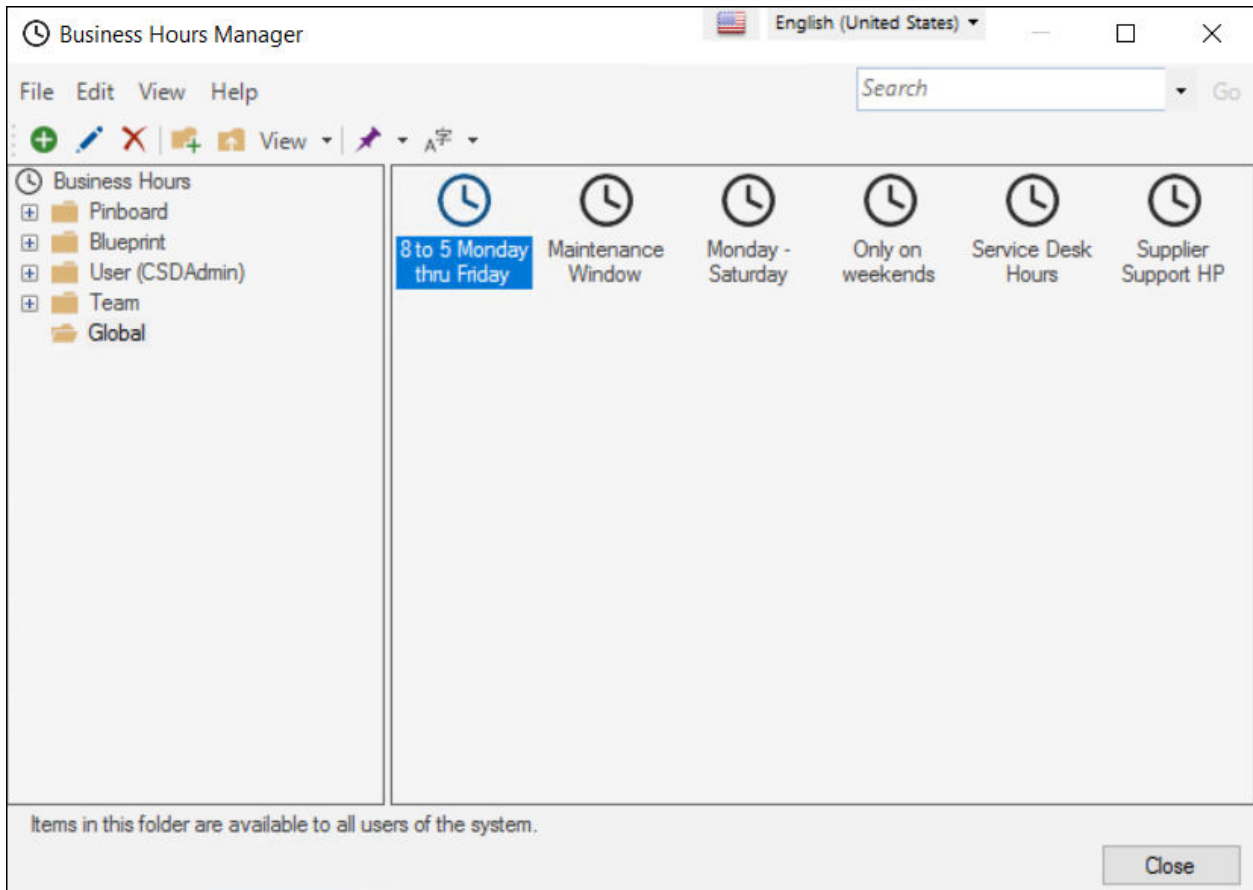 Business Hours Manager
English (United States)
File Edit View Help
Search
Go
View
A字
Business Hours
Pinboard
Blueprint
User (CSDAdmin)
Team
Global
8 to 5 Monday
thru Friday
Maintenance
Window
Monday -
Saturday
Only on
weekends
Service Desk
Hours
Supplier
Support HP
Items in this folder are available to all users of the system.
Close